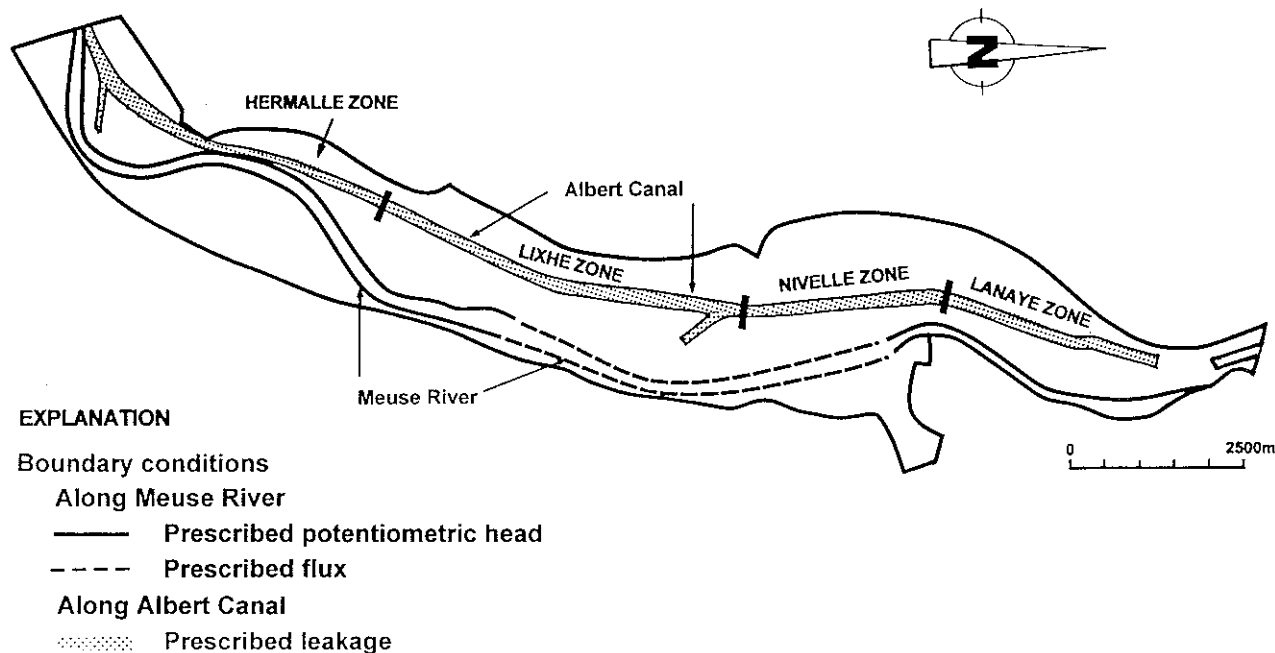 N
HERMALLE ZONE
Albert Canal
LIXHE ZONE
NIVELLE ZONE
LANAYE ZONE
Meuse River
0 2500m
EXPLANATION
Boundary conditions
Along Meuse River
Prescribed potentiometric head
Prescribed flux
Along Albert Canal
Prescribed leakage